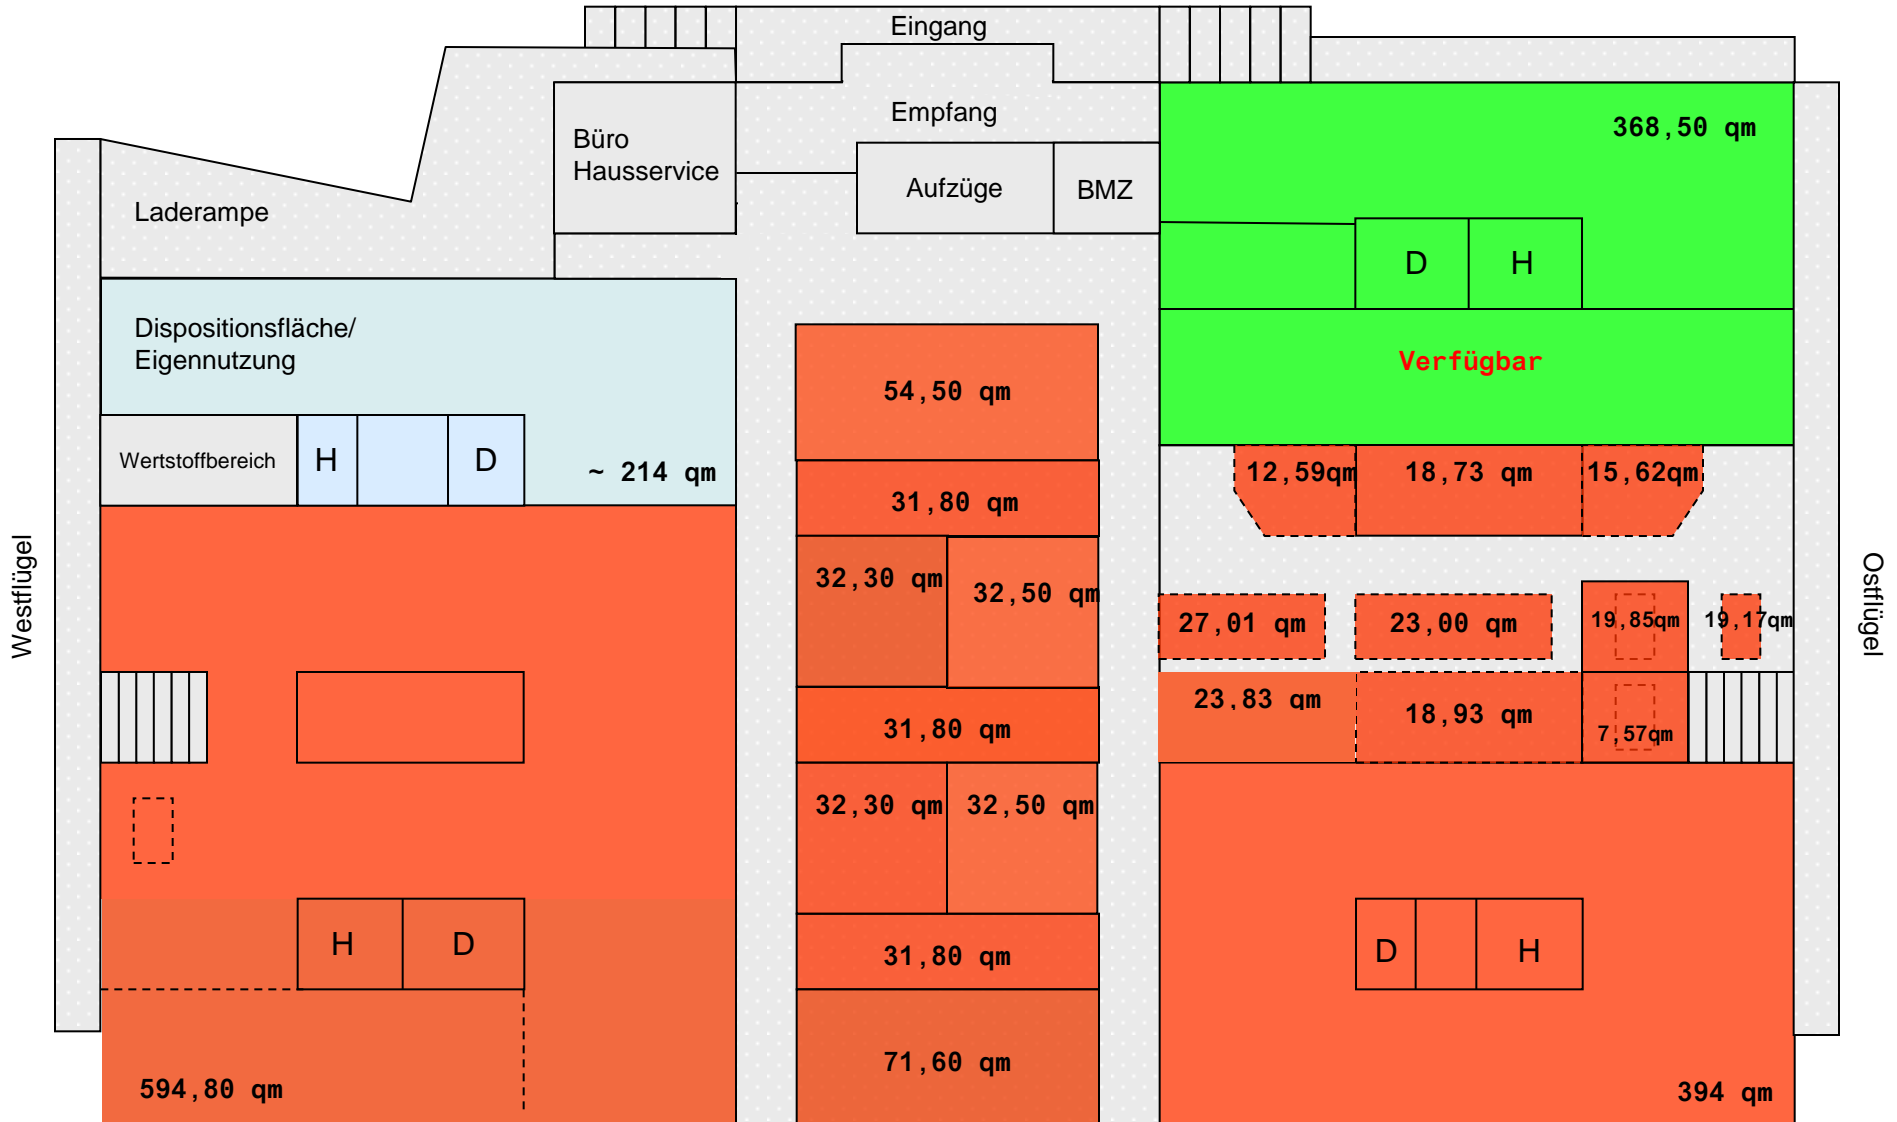 Eingang
Empfang
368,50 qm
Büro
Hausservice
Aufzüge
BMZ
Laderampe
D
H
Dispositionsfläche/
Eigennutzung
Verfügbar
54,50 qm
Wertstoffbereich
H
D
~ 214 qm
12,59qm
18,73 qm
15,62qm
31,80 qm
Westflügel
Ostflügel
32,30 qm
32,50 qm
27,01 qm
23,00 qm
19,85qm
19,17qm
23,83 qm
18,93 qm
7,57qm
31,80 qm
32,30 qm
32,50 qm
H
D
31,80 qm
D
H
594,80 qm
71,60 qm
394 qm